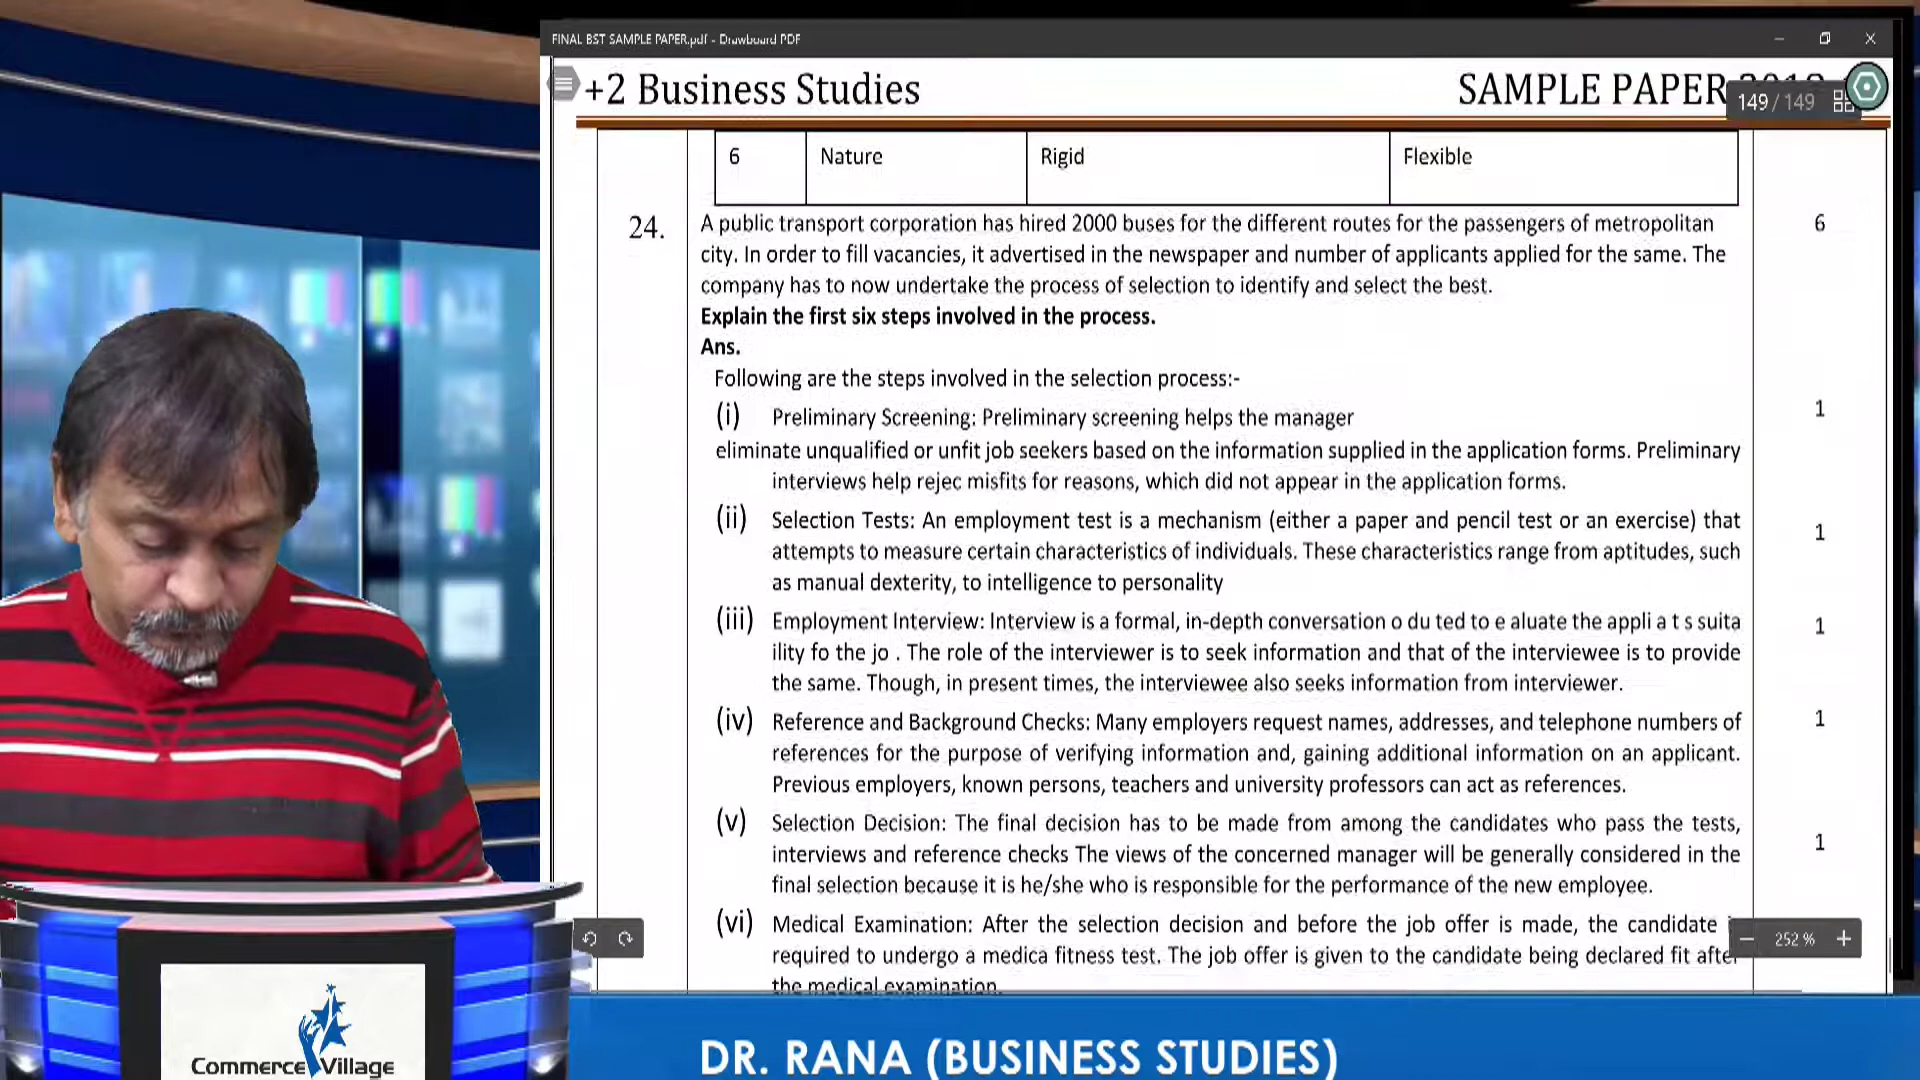 FINAL BST SAMPLE PAPER.pdf - Drawboard PDF
+2 Business Studies
SAMPLE PAPER
149 / 149
6 Nature Rigid Flexible
24. A public transport corporation has hired 2000 buses for the different routes for the passengers of metropolitan 6
city. In order to fill vacancies, it advertised in the newspaper and number of applicants applied for the same. The
company has to now undertake the process of selection to identify and select the best.
Explain the first six steps involved in the process.
Ans.
Following are the steps involved in the selection process:-
(i) Preliminary Screening: Preliminary screening helps the manager 1
eliminate unqualified or unfit job seekers based on the information supplied in the application forms. Preliminary
interviews help rejec misfits for reasons, which did not appear in the application forms.
(ii) Selection Tests: An employment test is a mechanism (either a paper and pencil test or an exercise) that 1
attempts to measure certain characteristics of individuals. These characteristics range from aptitudes, such
as manual dexterity, to intelligence to personality
(iii) Employment Interview: Interview is a formal, in-depth conversation o du ted to e aluate the appli a t s suita 1
ility fo the jo . The role of the interviewer is to seek information and that of the interviewee is to provide
the same. Though, in present times, the interviewee also seeks information from interviewer.
(iv) Reference and Background Checks: Many employers request names, addresses, and telephone numbers of 1
references for the purpose of verifying information and, gaining additional information on an applicant.
Previous employers, known persons, teachers and university professors can act as references.
(v) Selection Decision: The final decision has to be made from among the candidates who pass the tests, 1
interviews and reference checks The views of the concerned manager will be generally considered in the
final selection because it is he/she who is responsible for the performance of the new employee.
(vi) Medical Examination: After the selection decision and before the job offer is made, the candidate
required to undergo a medica fitness test. The job offer is given to the candidate being declared fit after
the medical examination.
252 %
Commerce Village
DR. RANA (BUSINESS STUDIES)